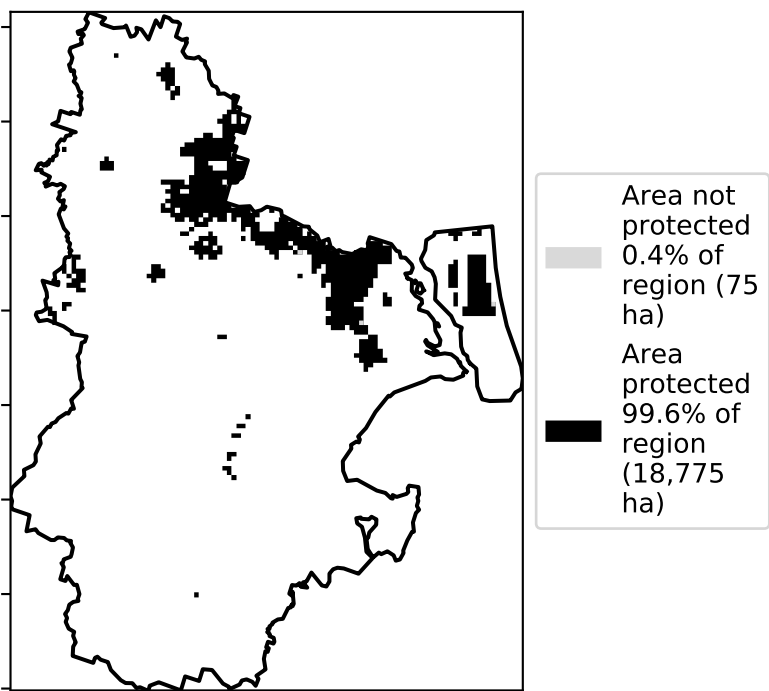 Area not
protected
0.4% of
region (75
ha)
Area
protected
99.6% of
region
(18,775
ha)